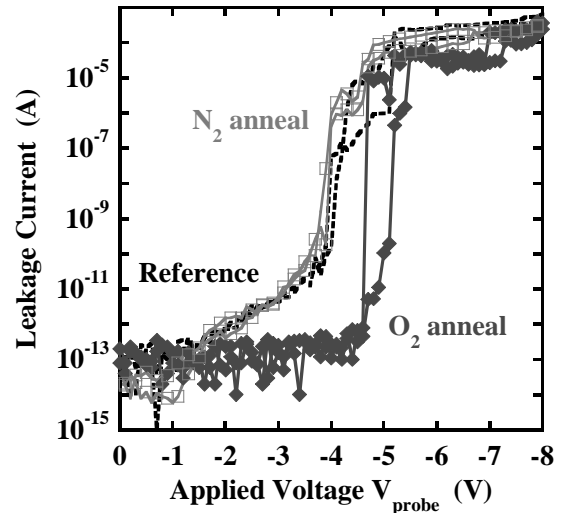 10⁻⁵
10⁻⁷
10⁻⁹
10⁻¹¹
10⁻¹³
10⁻¹⁵
Leakage Current (A)
N₂ anneal
Reference
O₂ anneal
0 -1 -2 -3 -4 -5 -6 -7 -8
Applied Voltage V_probe (V)